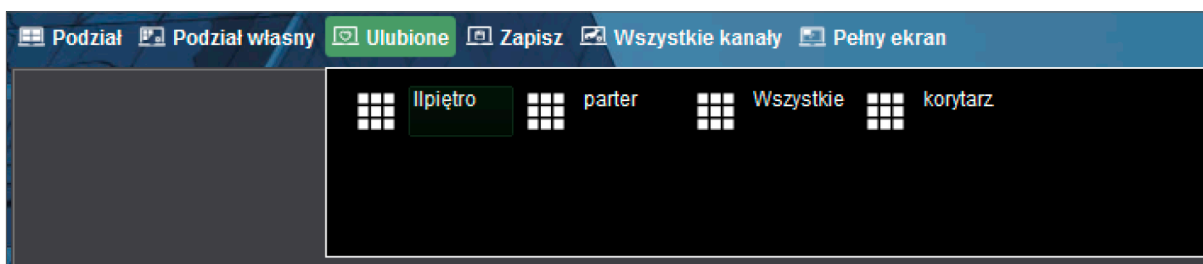 Podział Podział własny Ulubione Zapisz Wszystkie kanały Pełny ekran
IIpiętro parter Wszystkie korytarz